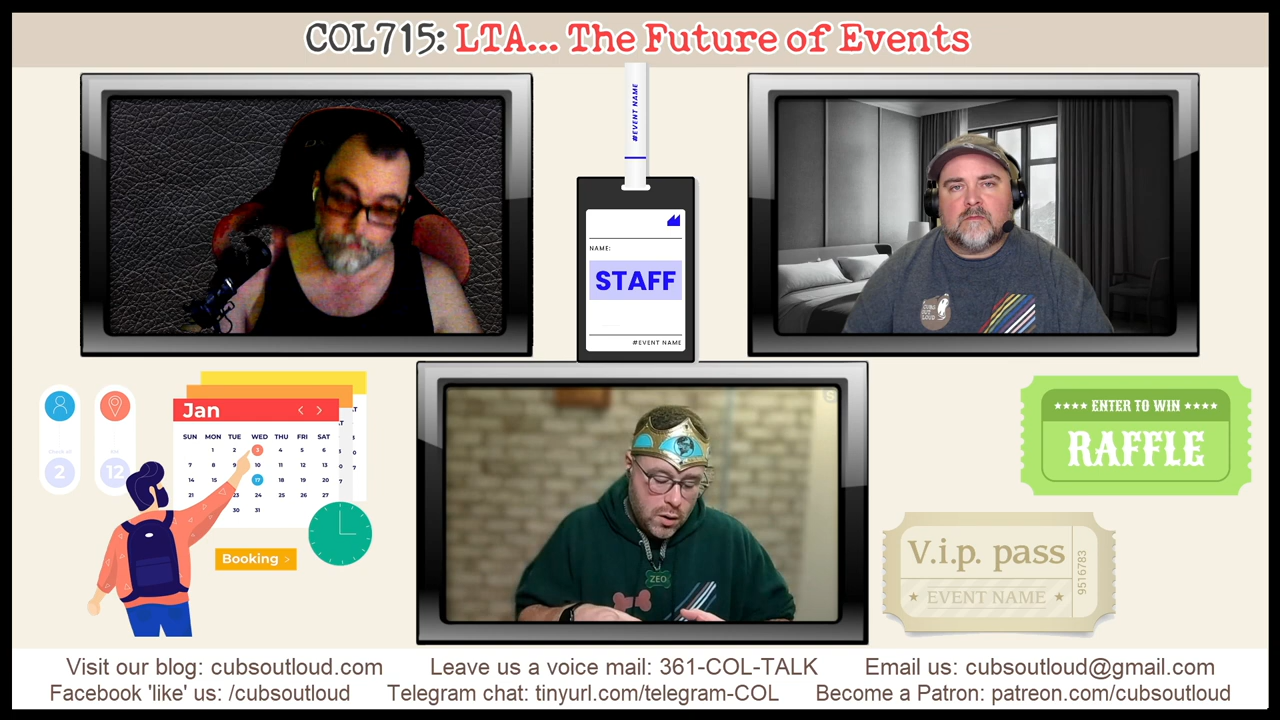 COL715: LTA... The Future of Events
#EVENT NAME
NAME:
STAFF
#EVENT NAME
CUBS
OUT
LOUD
Jan
SUN MON TUE WED THU FRI SAT
1 2 3 4 5 6
7 8 9 10 11 12 13
14 15 17 18 19 20
21 23 24 25 26 27
30 31
2
12
Booking >
ZEO
ENTER TO WIN
RAFFLE
V.i.p. pass
EVENT NAME
9516783
Visit our blog: cubsoutloud.com Leave us a voice mail: 361-COL-TALK Email us: cubsoutloud@gmail.com
Facebook 'like' us: /cubsoutloud Telegram chat: tinyurl.com/telegram-COL Become a Patron: patreon.com/cubsoutloud